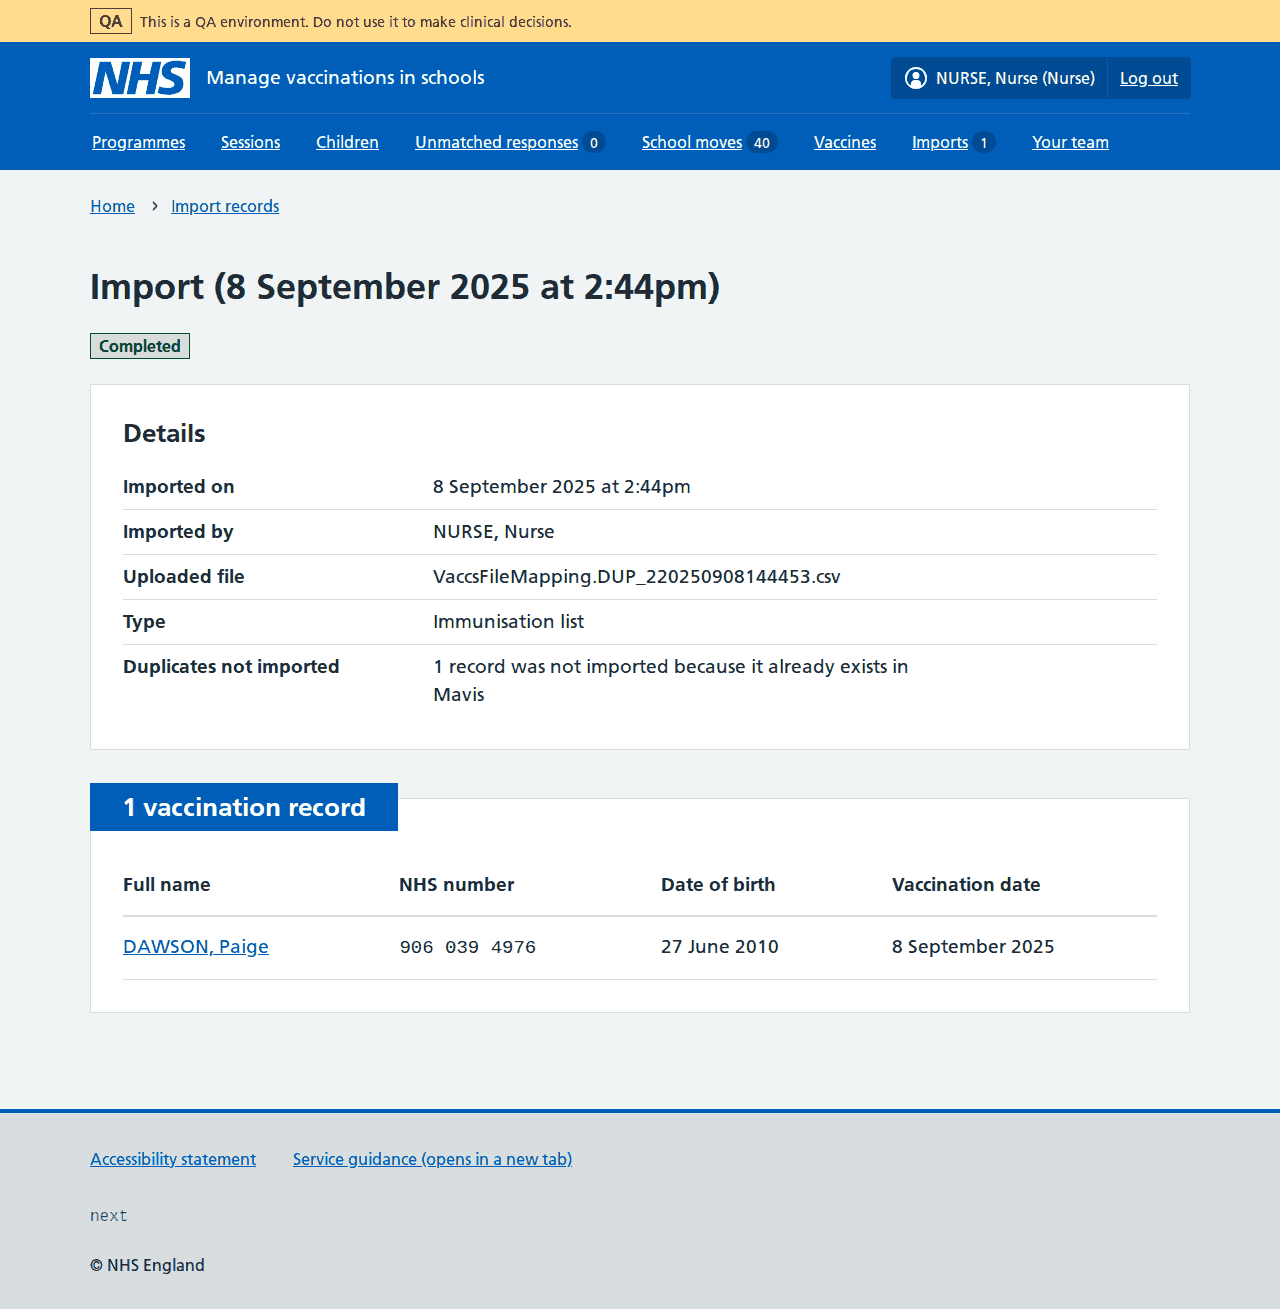 QA This is a QA environment. Do not use it to make clinical decisions.
NHS Manage vaccinations in schools NURSE, Nurse (Nurse) Log out
Programmes Sessions Children Unmatched responses 0 School moves 40 Vaccines Imports 1 Your team
Home Import records
Import (8 September 2025 at 2:44pm)
Completed
Details
Imported on 8 September 2025 at 2:44pm
Imported by NURSE, Nurse
Uploaded file VaccsFileMapping.DUP_220250908144453.csv
Type Immunisation list
Duplicates not imported 1 record was not imported because it already exists in
Mavis
1 vaccination record
Full name NHS number Date of birth Vaccination date
DAWSON, Paige 906 039 4976 27 June 2010 8 September 2025
Accessibility statement Service guidance (opens in a new tab)
next
© NHS England